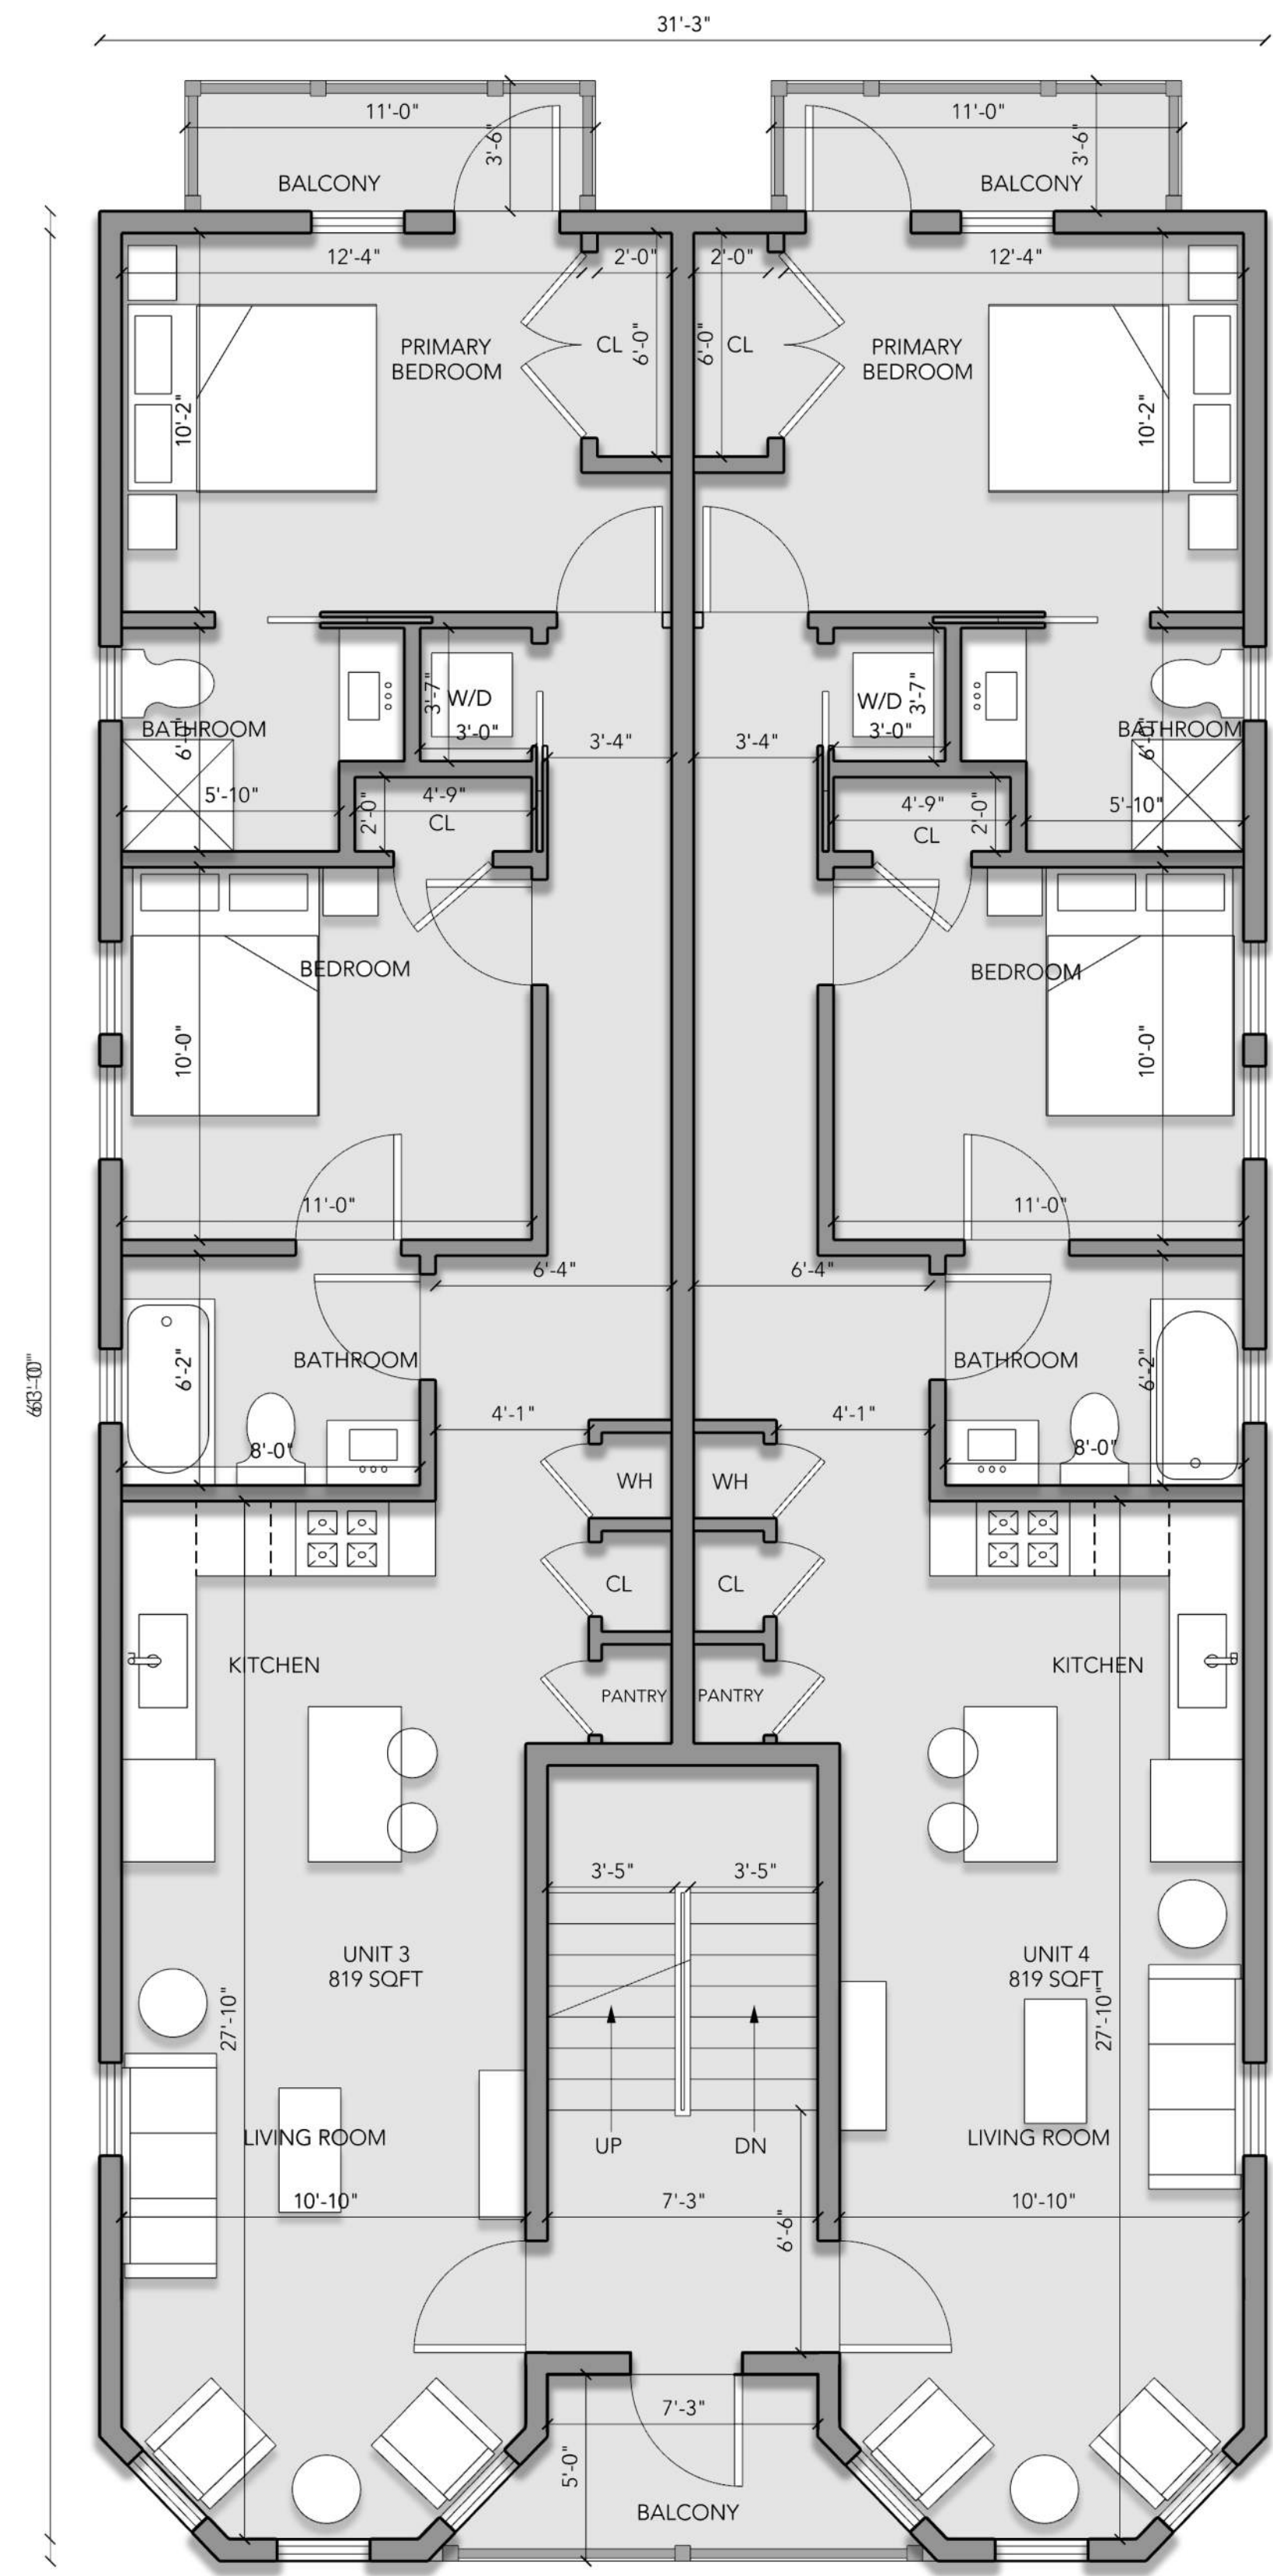 31'-3"
11'-0"
3'-6"
BALCONY
11'-0"
3'-6"
BALCONY
12'-4"
2'-0"
2'-0"
12'-4"
PRIMARY
BEDROOM
CL
6'-0"
6'-0"
CL
PRIMARY
BEDROOM
10'-2"
10'-2"
BATHROOM
6'-0"
W/D
3'-7"
3'-0"
3'-4"
3'-4"
W/D
3'-7"
3'-0"
BATHROOM
6'-0"
5'-10"
2'-0"
4'-9"
CL
4'-9"
CL
2'-0"
5'-10"
BEDROOM
BEDROOM
10'-0"
10'-0"
11'-0"
11'-0"
6'-4"
6'-4"
BATHROOM
6'-2"
BATHROOM
6'-2"
4'-1"
4'-1"
8'-0"
8'-0"
WH
WH
CL
CL
KITCHEN
KITCHEN
PANTRY
PANTRY
3'-5"
3'-5"
UNIT 3
819 SQFT
UNIT 4
819 SQFT
27'-10"
27'-10"
LIVING ROOM
UP
DN
LIVING ROOM
10'-10"
7'-3"
6'-6"
10'-10"
7'-3"
5'-0"
BALCONY